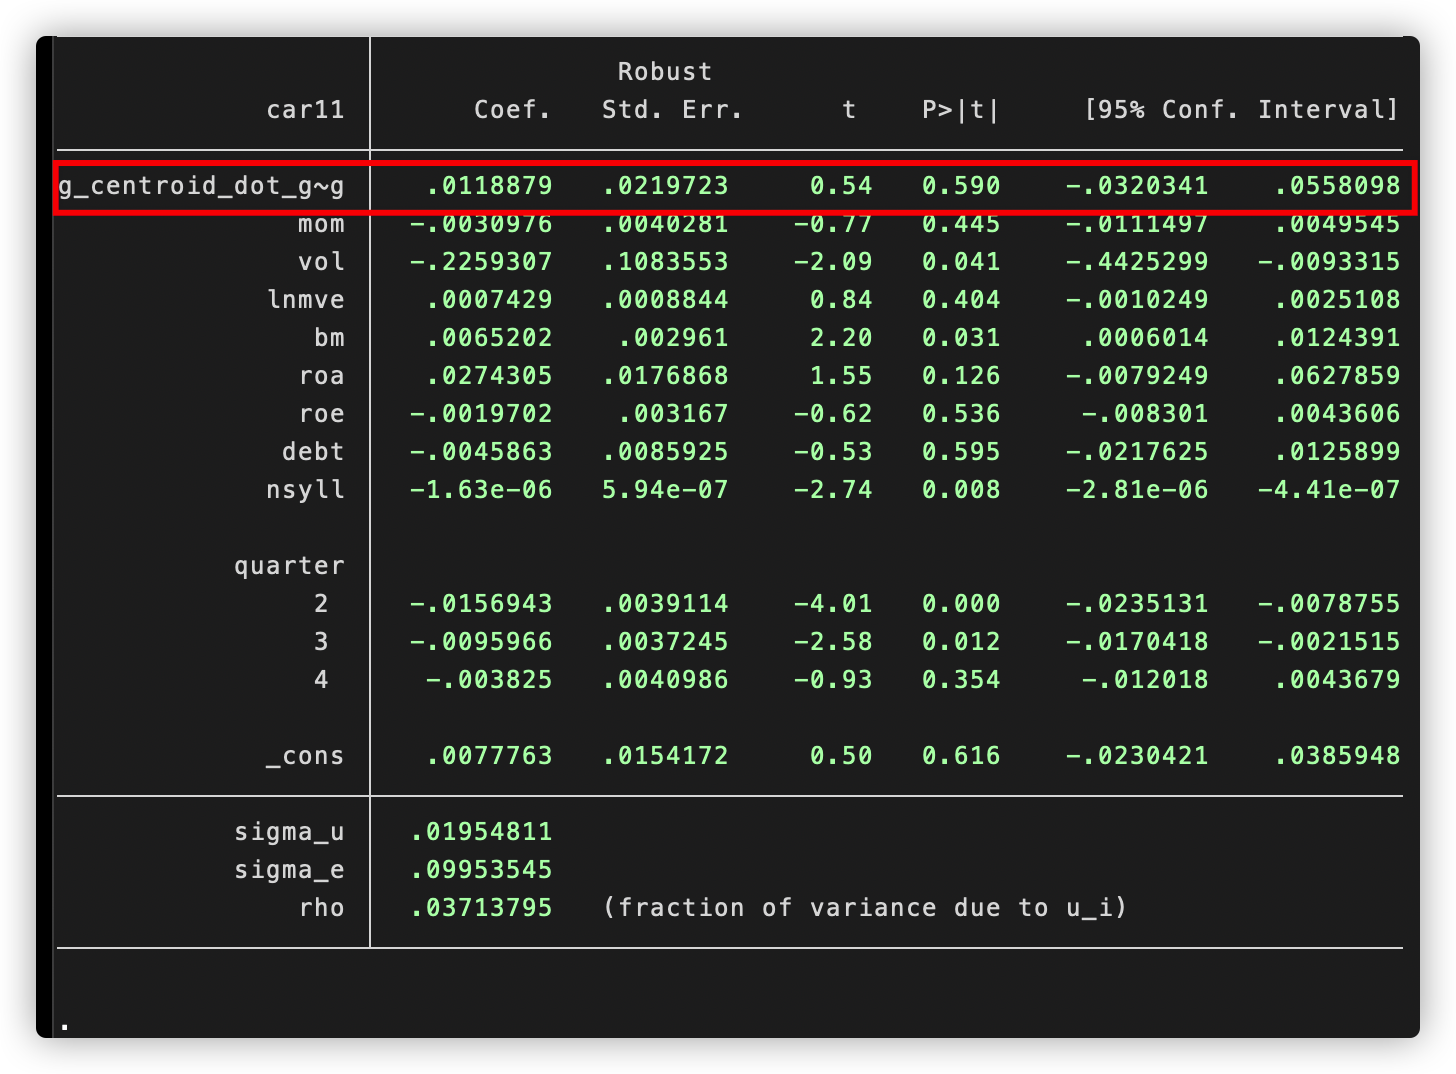 Robust
car11 Coef. Std. Err. t P>|t| [95% Conf. Interval]
g_centroid_dot_g~g .0118879 .0219723 0.54 0.590 -.0320341 .0558098
mom -.0030976 .0040281 -0.77 0.445 -.0111497 .0049545
vol -.2259307 .1083553 -2.09 0.041 -.4425299 -.0093315
lnmve .0007429 .0008844 0.84 0.404 -.0010249 .0025108
bm .0065202 .002961 2.20 0.031 .0006014 .0124391
roa .0274305 .0176868 1.55 0.126 -.0079249 .0627859
roe -.0019702 .003167 -0.62 0.536 -.008301 .0043606
debt -.0045863 .0085925 -0.53 0.595 -.0217625 .0125899
nsyll -1.63e-06 5.94e-07 -2.74 0.008 -2.81e-06 -4.41e-07
quarter
2 -.0156943 .0039114 -4.01 0.000 -.0235131 -.0078755
3 -.0095966 .0037245 -2.58 0.012 -.0170418 -.0021515
4 -.003825 .0040986 -0.93 0.354 -.012018 .0043679
_cons .0077763 .0154172 0.50 0.616 -.0230421 .0385948
sigma_u .01954811
sigma_e .09953545
rho .03713795 (fraction of variance due to u_i)
.